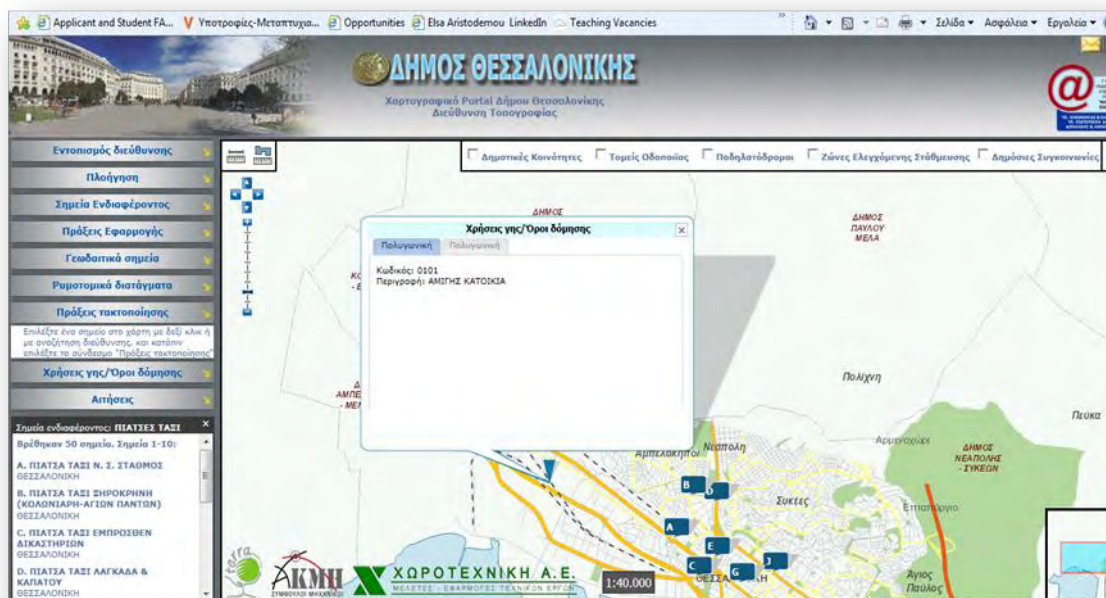 Applicant and Student FA... Υποτροφίες-Μεταπτυχια... Opportunities Elsa Aristodemou LinkedIn Teaching Vacancies » Σελίδα Ασφάλεια Εργαλεία
ΔΗΜΟΣ ΘΕΣΣΑΛΟΝΙΚΗΣ
Χαρτογραφικό Portal Δήμου Θεσσαλονίκης
Διεύθυνση Τοπογραφίας
@
Εντοπισμός διεύθυνσης
Πλοήγηση
Σημεία Ενδιαφέροντος
Πράξεις Εφαρμογής
Γεωδαιτικά σημεία
Ρυμοτομικά διατάγματα
Πράξεις τακτοποίησης
Επιλέξτε ένα σημείο στο χάρτη με δεξί κλικ ή
με αναζήτηση διεύθυνσης, και κατόπιν
επιλέξτε το σύνδεσμο "Πράξεις τακτοποίησης"
Χρήσεις γης/Όροι δόμησης
Αιτήσεις
Σημεία ενδιαφέροντος: ΠΙΑΤΣΕΣ ΤΑΞΙ
Βρέθηκαν 50 σημεία. Σημεία 1-10:
A. ΠΙΑΤΣΑ ΤΑΞΙ Ν. Σ. ΣΤΑΘΜΟΣ
ΘΕΣΣΑΛΟΝΙΚΗ
B. ΠΙΑΤΣΑ ΤΑΞΙ ΞΗΡΟΚΡΗΝΗ
(ΚΟΛΩΝΙΑΡΗ-ΑΓΙΩΝ ΠΑΝΤΩΝ)
ΘΕΣΣΑΛΟΝΙΚΗ
C. ΠΙΑΤΣΑ ΤΑΞΙ ΕΜΠΡΟΣΘΕΝ
ΔΙΚΑΣΤΗΡΙΩΝ
ΘΕΣΣΑΛΟΝΙΚΗ
D. ΠΙΑΤΣΑ ΤΑΞΙ ΛΑΓΚΑΔΑ &
ΚΑΠΑΤΟΥ
ΘΕΣΣΑΛΟΝΙΚΗ
Δημοτικές Κοινότητες Τομείς Οδοποιίας Ποδηλατόδρομοι Ζώνες Ελεγχόμενης Στάθμευσης Δημόσιες Συγκοινωνίες
ΔΗΜΟΣ
ΔΗΜΟΣ
ΠΑΥΛΟΥ
ΜΕΛΑ
Χρήσεις γης/Όροι δόμησης
Πολυγωνική Πολυγωνική
Κωδικός: 0101
Περιγραφή: ΑΜΙΓΗΣ ΚΑΤΟΙΚΙΑ
Πολίχνη
Πεύκα
Αμπελόκηποι Νεάπολη
Αρμενοχώρι
ΔΗΜΟΣ
ΝΕΑΠΟΛΗΣ
- ΣΥΚΕΩΝ
Συκιές
Επταπύργιο
B D
A
E
C G J
Άγιος
Παύλος
terra
ΑΚΜΗ
ΣΥΜΒΟΥΛΟΙ ΜΗΧΑΝΙΚΟΙ
ΧΩΡΟΤΕΧΝΙΚΗ Α.Ε.
ΜΕΛΕΤΕΣ - ΕΦΑΡΜΟΓΕΣ ΤΕΧΝΙΚΩΝ ΕΡΓΩΝ
1:40.000